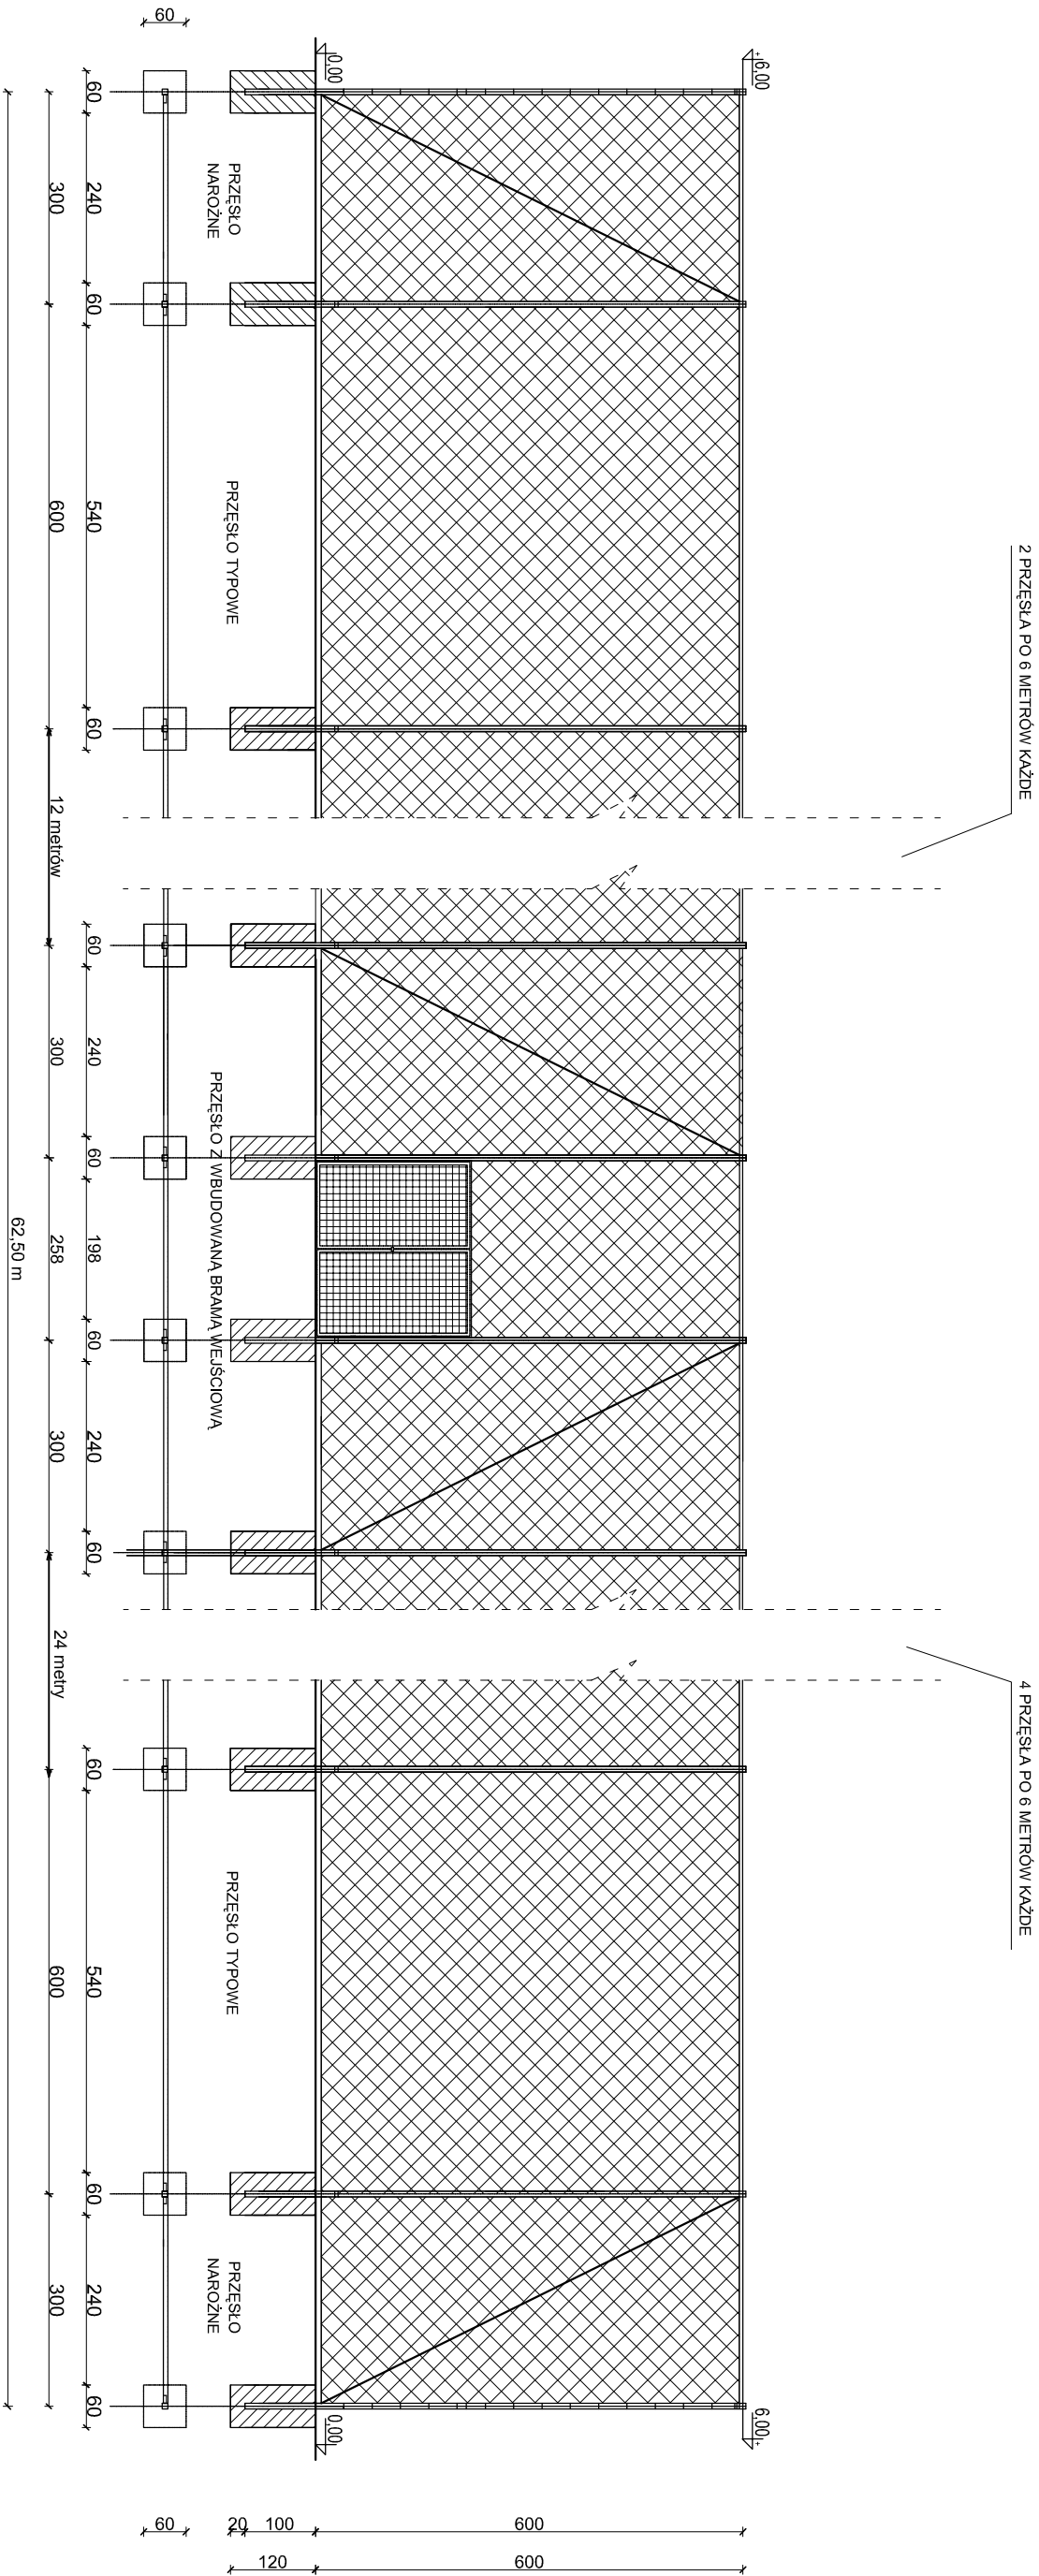 2 PRZĘSŁA PO 6 METRÓW KAŻDE
4 PRZĘSŁA PO 6 METRÓW KAŻDE
+6,00
6,00+
0,00
0,00
600
600
100
20
120
60
60
PRZĘSŁO
NAROŻNE
PRZĘSŁO TYPOWE
PRZĘSŁO Z WBUDOWANĄ BRAMĄ WEJŚCIOWĄ
PRZĘSŁO TYPOWE
PRZĘSŁO
NAROŻNE
60 240 60 540 60 60 240 60 198 60 240 60 60 540 60 240 60
300 600 12 metrów 300 258 300 24 metry 600 300
62,50 m